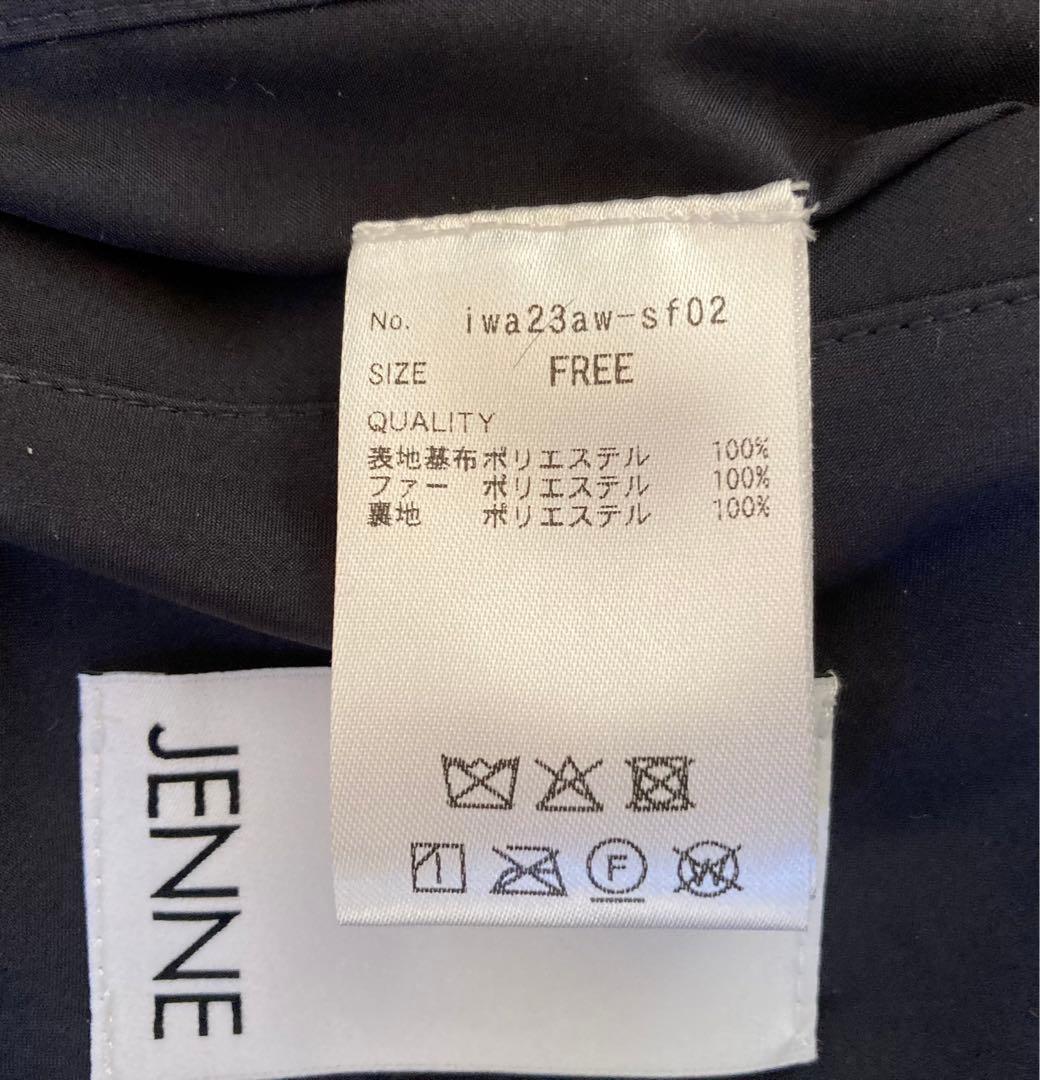 No. iwa23aw-sf02
SIZE FREE
QUALITY
表地基布ポリエステル 100%
ファー ポリエステル 100%
裏地 ポリエステル 100%
F
W
JENNE